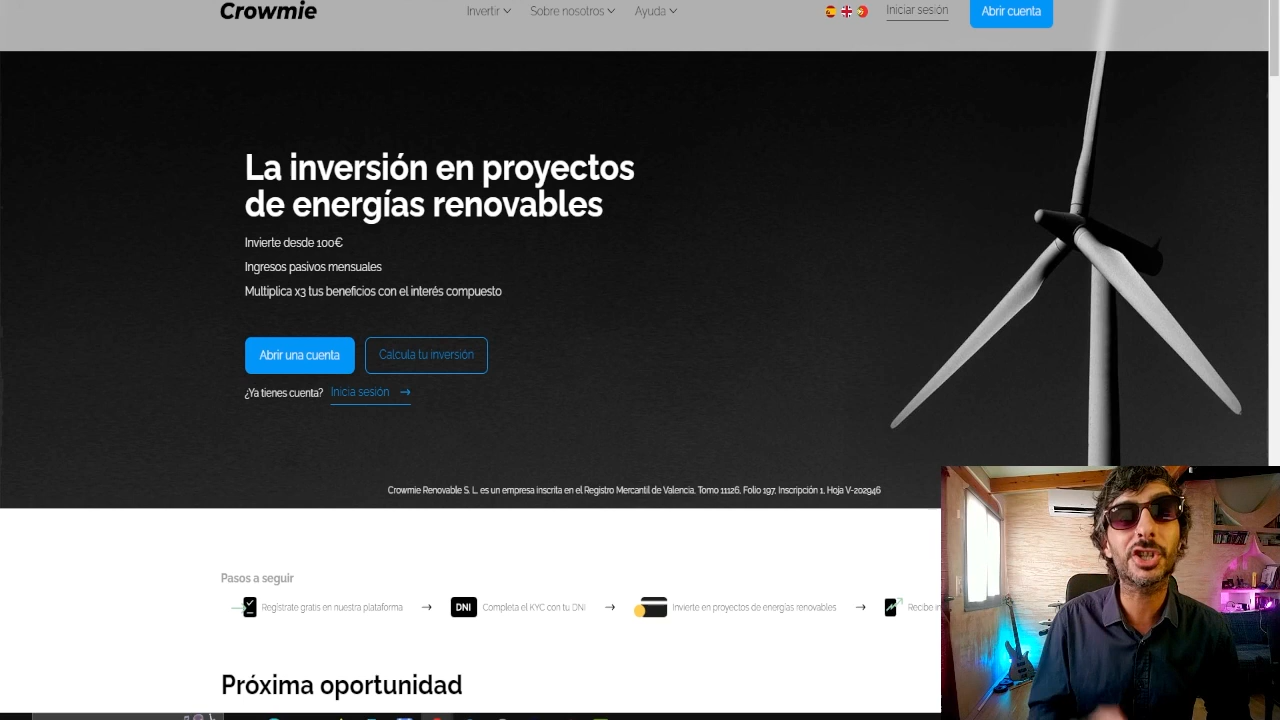 Crowmie
Invertir
Sobre nosotros
Ayuda
Iniciar sesión
Abrir cuenta
La inversión en proyectos
de energías renovables
Invierte desde 100€
Ingresos pasivos mensuales
Multiplica x3 tus beneficios con el interés compuesto
Abrir una cuenta
Calcula tu inversión
¿Ya tienes cuenta? Inicia sesión →
Crowmie Renovable S. L. es un empresa inscrita en el Registro Mercantil de Valencia, Tomo 11126, Folio 197, Inscripción 1, Hoja V-202946
Pasos a seguir
Regístrate gratis en nuestra plataforma → DNI Completa el KYC con tu DNI → Invierte en proyectos de energías renovables → Recibe
Próxima oportunidad